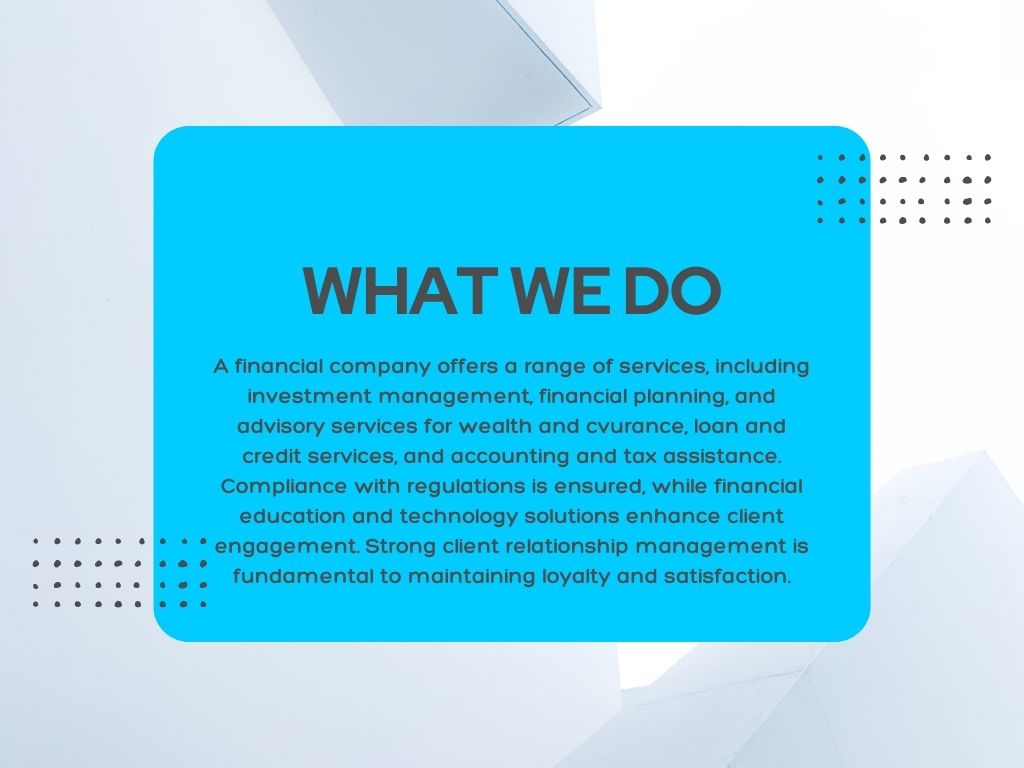 WHAT WE DO
A financial company offers a range of services, including
investment management, financial planning, and
advisory services for wealth and cvurance, loan and
credit services, and accounting and tax assistance.
Compliance with regulations is ensured, while financial
education and technology solutions enhance client
engagement. Strong client relationship management is
fundamental to maintaining loyalty and satisfaction.